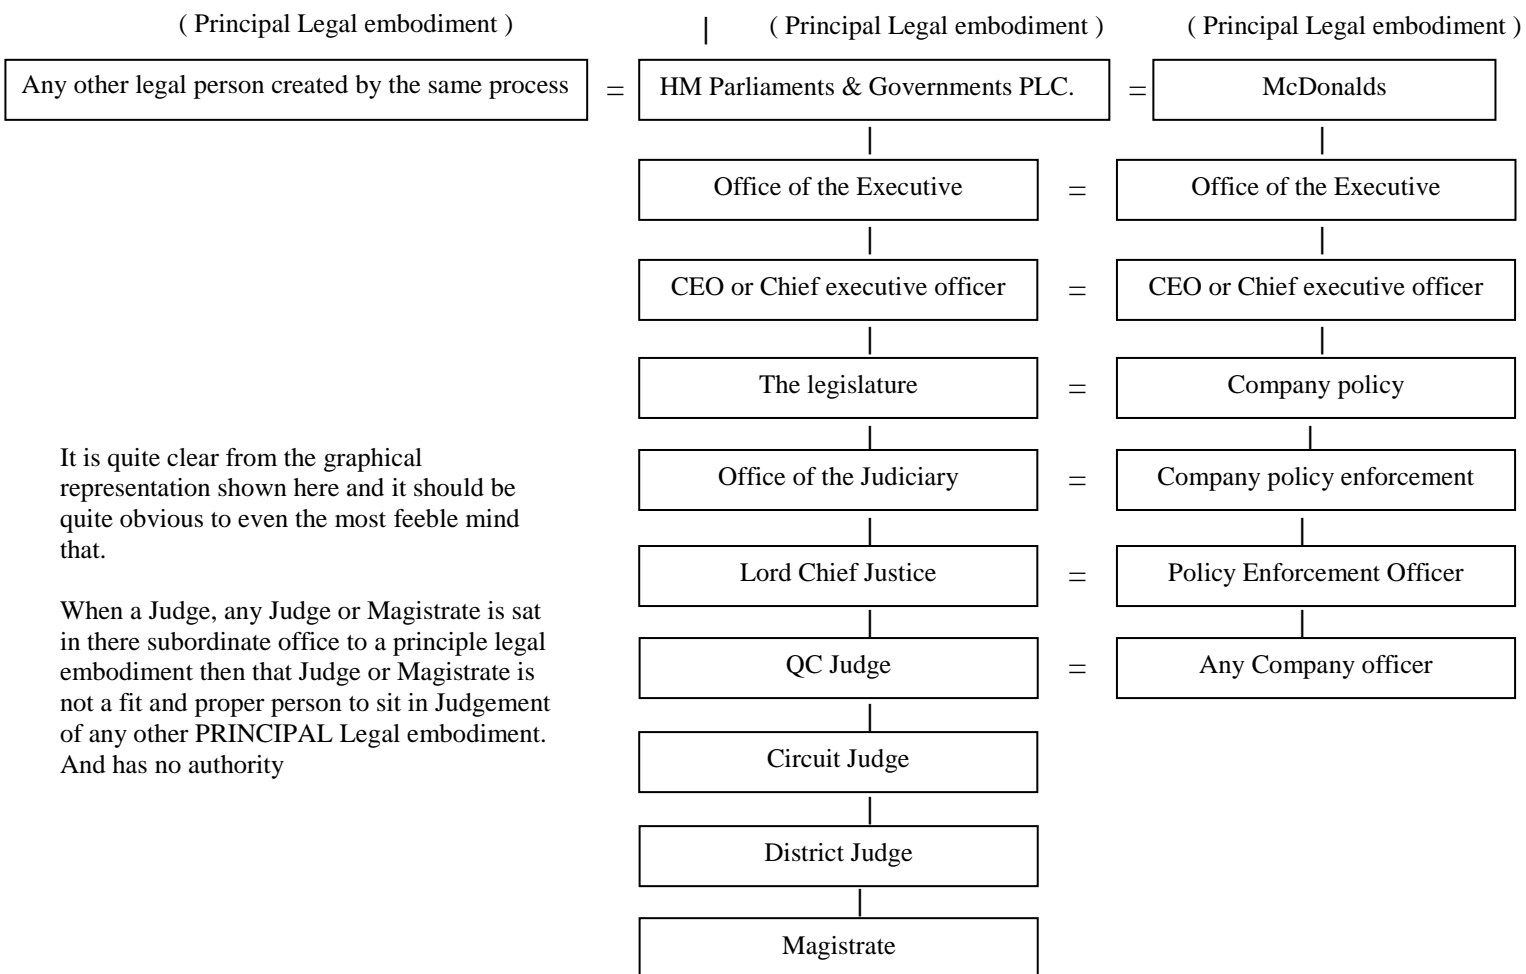 ( Principal Legal embodiment ) | ( Principal Legal embodiment ) ( Principal Legal embodiment )
Any other legal person created by the same process = HM Parliaments & Governments PLC. = McDonalds
Office of the Executive = Office of the Executive
CEO or Chief executive officer = CEO or Chief executive officer
The legislature = Company policy
Office of the Judiciary = Company policy enforcement
Lord Chief Justice = Policy Enforcement Officer
QC Judge = Any Company officer
Circuit Judge
District Judge
Magistrate
It is quite clear from the graphical
representation shown here and it should be
quite obvious to even the most feeble mind
that.
When a Judge, any Judge or Magistrate is sat
in there subordinate office to a principle legal
embodiment then that Judge or Magistrate is
not a fit and proper person to sit in Judgement
of any other PRINCIPAL Legal embodiment.
And has no authority